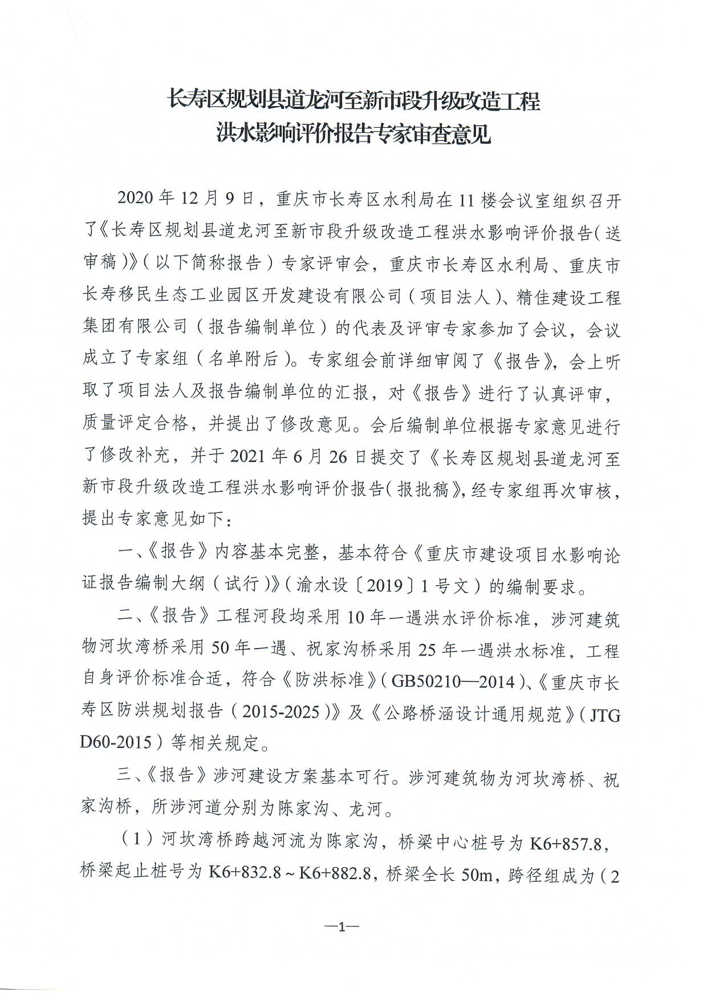 长寿区规划县道龙河至新市段升级改造工程
洪水影响评价报告专家审查意见
2020 年 12 月 9 日，重庆市长寿区水利局在 11 楼会议室组织召开
了《长寿区规划县道龙河至新市段升级改造工程洪水影响评价报告（送
审稿）》（以下简称报告）专家评审会，重庆市长寿区水利局、重庆市
长寿移民生态工业园区开发建设有限公司（项目法人）、精佳建设工程
集团有限公司（报告编制单位）的代表及评审专家参加了会议，会议
成立了专家组（名单附后）。专家组会前详细审阅了《报告》，会上听
取了项目法人及报告编制单位的汇报，对《报告》进行了认真评审，
质量评定合格，并提出了修改意见。会后编制单位根据专家意见进行
了修改补充，并于 2021 年 6 月 26 日提交了《长寿区规划县道龙河至
新市段升级改造工程洪水影响评价报告（报批稿》，经专家组再次审核，
提出专家意见如下：
一、《报告》内容基本完整，基本符合《重庆市建设项目水影响论
证报告编制大纲（试行）》（渝水设〔2019〕1 号文）的编制要求。
二、《报告》工程河段均采用 10 年一遇洪水评价标准，涉河建筑
物河坎湾桥采用 50 年一遇、祝家沟桥采用 25 年一遇洪水标准，工程
自身评价标准合适，符合《防洪标准》（GB50210—2014）、《重庆市长
寿区防洪规划报告（2015-2025）》及《公路桥涵设计通用规范》（JTG
D60-2015）等相关规定。
三、《报告》涉河建设方案基本可行。涉河建筑物为河坎湾桥、祝
家沟桥，所涉河道分别为陈家沟、龙河。
（1）河坎湾桥跨越河流为陈家沟，桥梁中心桩号为 K6+857.8，
桥梁起止桩号为 K6+832.8～K6+882.8，桥梁全长 50m，跨径组成为（2
—1—